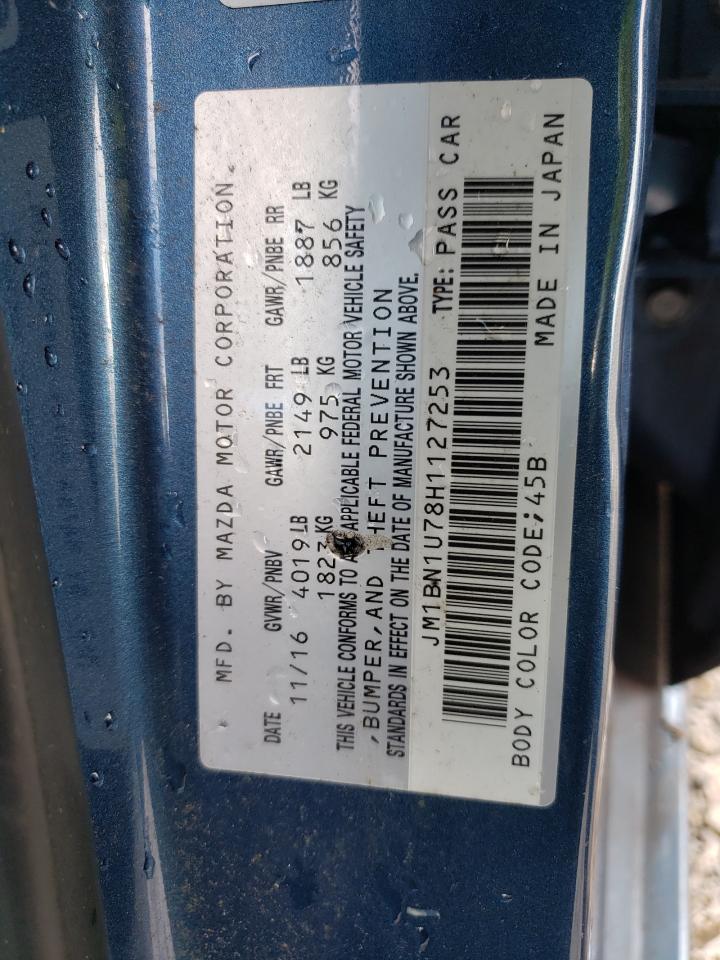 MFD. BY MAZDA MOTOR CORPORATION.
DATE GVWR/PNBV GAWR/PNBE FRT GAWR/PNBE RR
11/16 4019 LB 2149 LB 1887 LB
1823 KG 975 KG 856 KG
THIS VEHICLE CONFORMS TO APPLICABLE FEDERAL MOTOR VEHICLE SAFETY
,BUMPER, AND PREVENTION
STANDARDS IN EFFECT ON THE DATE OF MANUFACTURE SHOWN ABOVE.
JM1BN1U78H1127253 TYPE: PASS CAR
BODY COLOR CODE: 45B MADE IN JAPAN